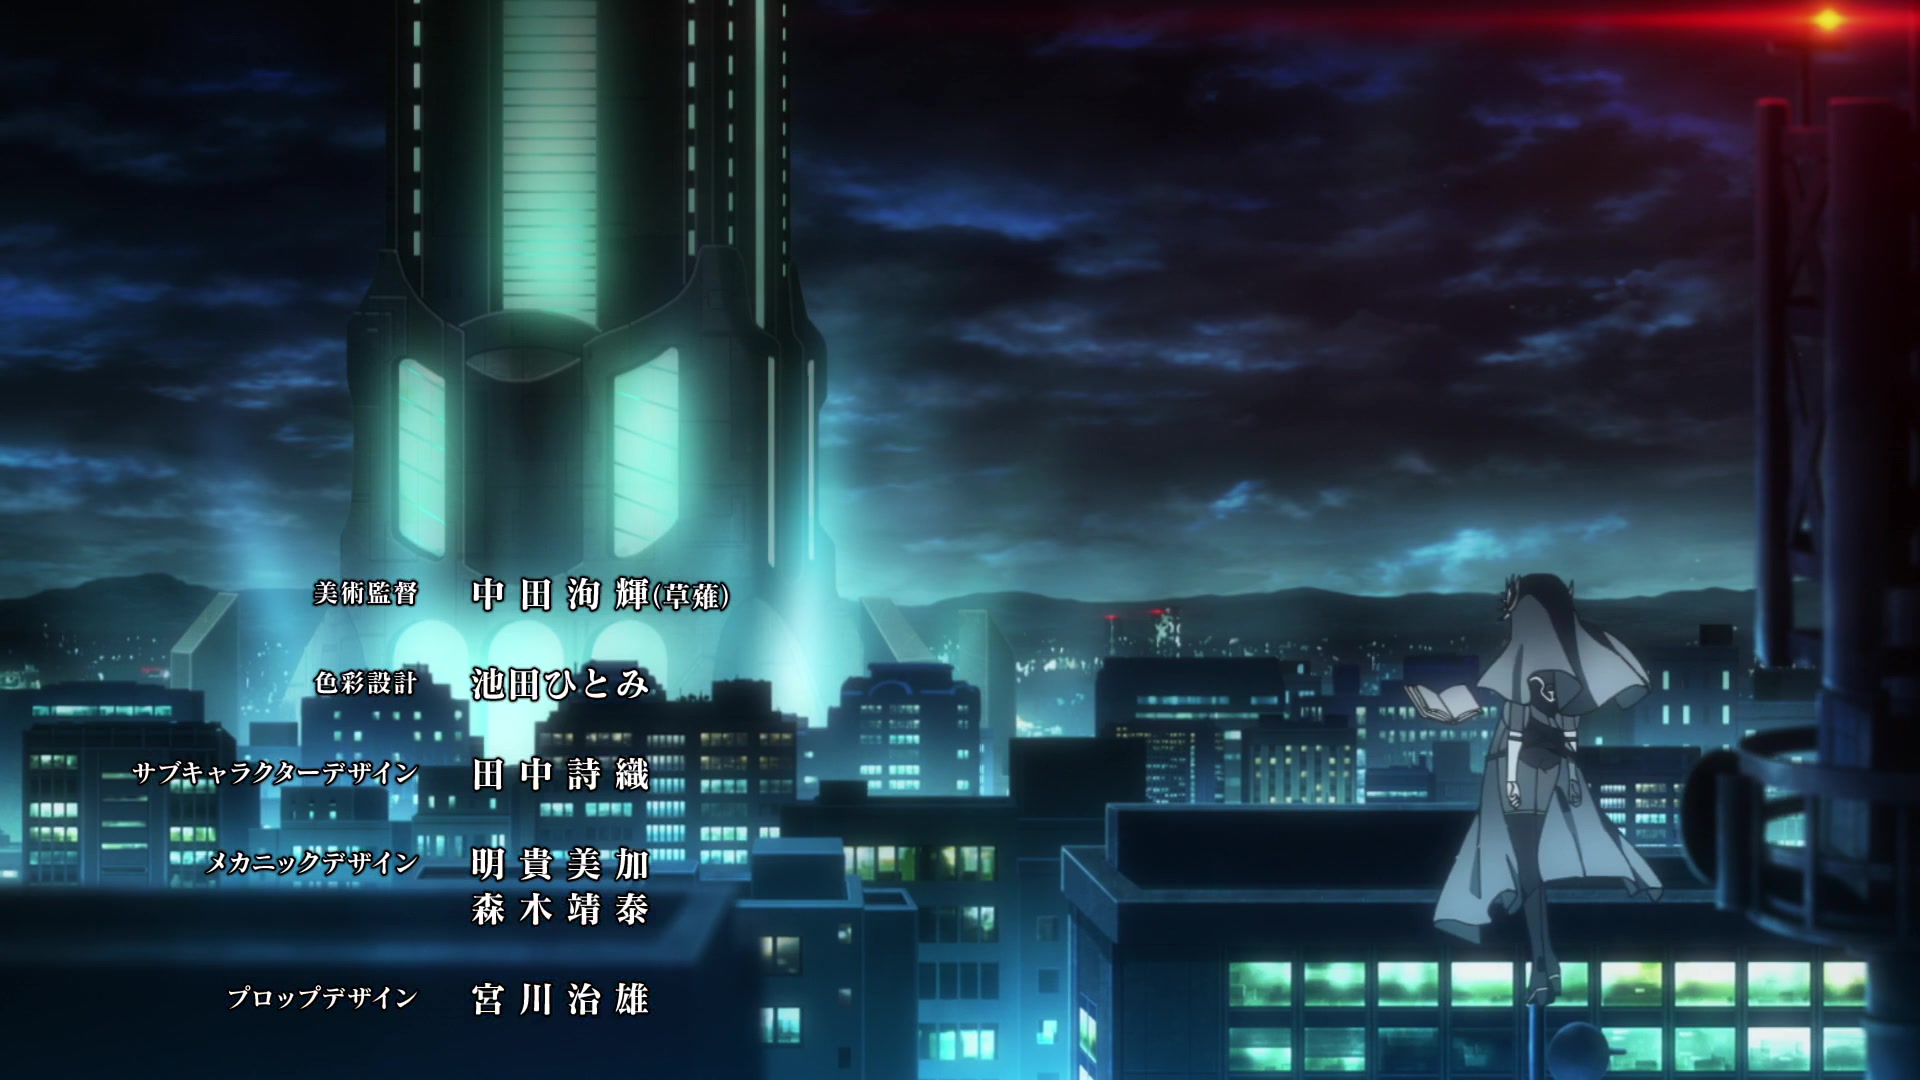 美術監督 中田洵輝(草薙)
色彩設計 池田ひとみ
サブキャラクターデザイン 田中詩織
メカニックデザイン 明貴美加
森木靖泰
プロップデザイン 宮川治雄